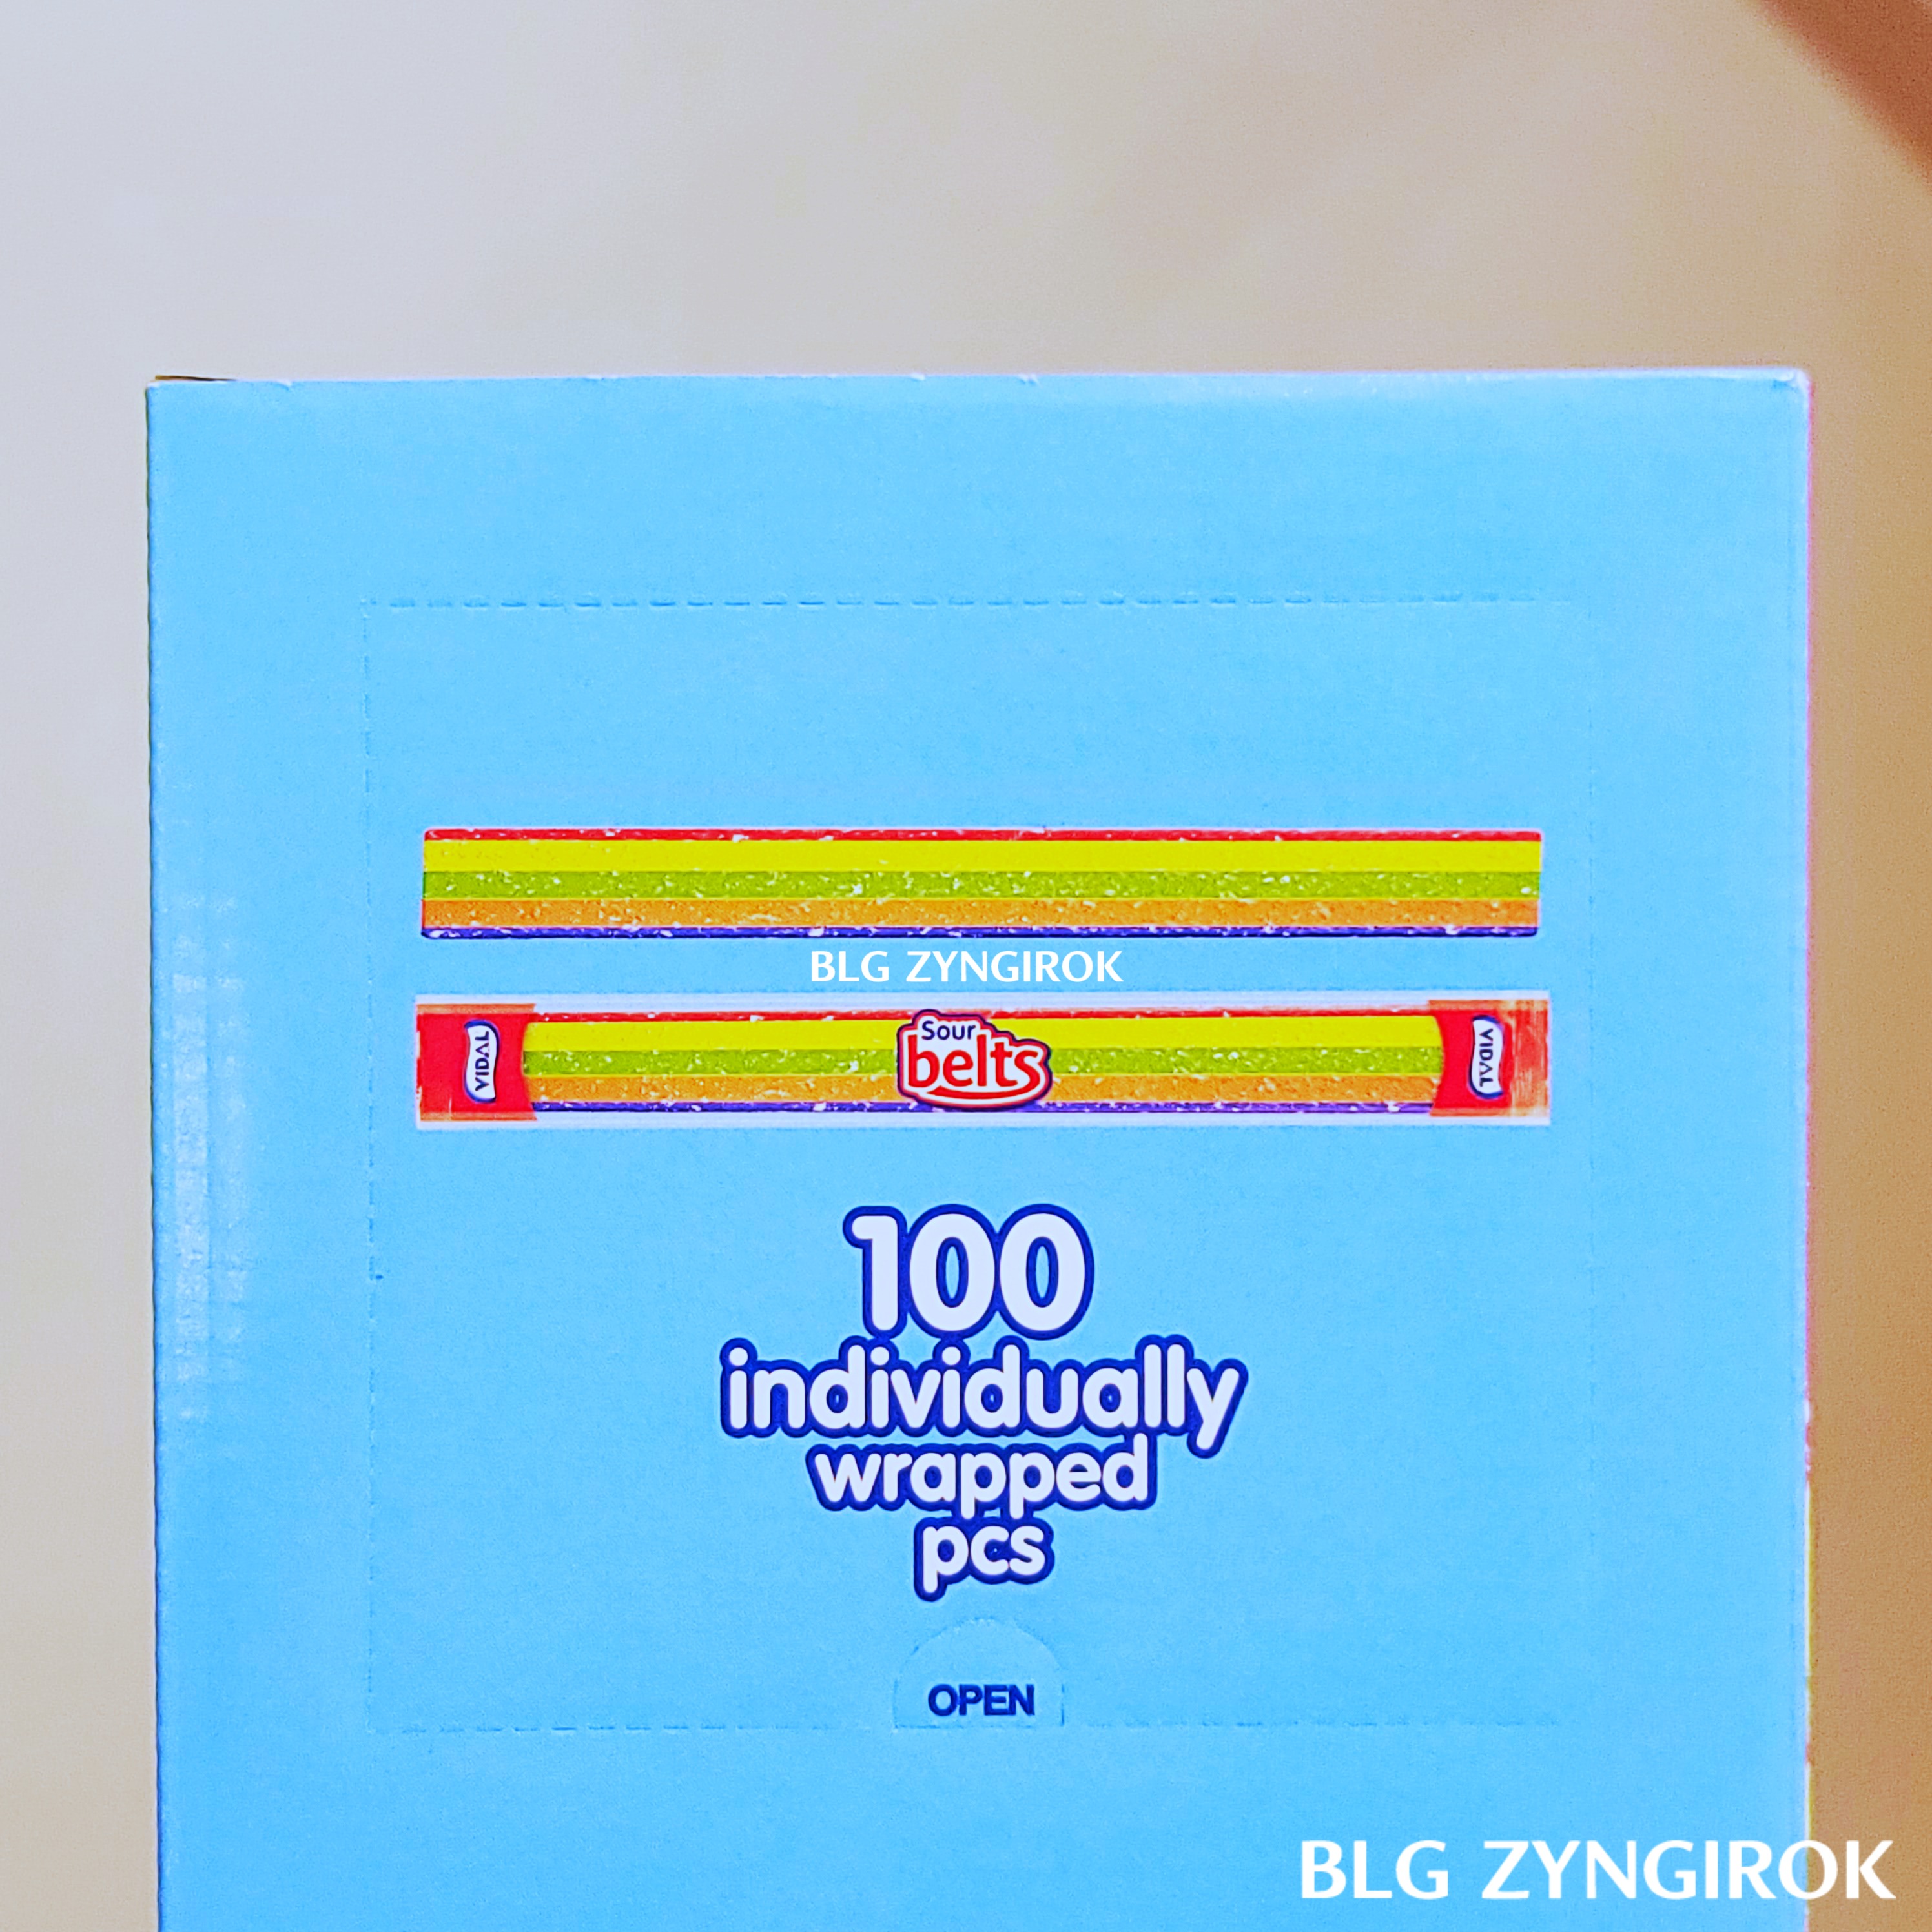 BLG ZYNGIROK
VIDAL
Sour
belts
VIDAL
100
individually
wrapped
pcs
OPEN
BLG ZYNGIROK